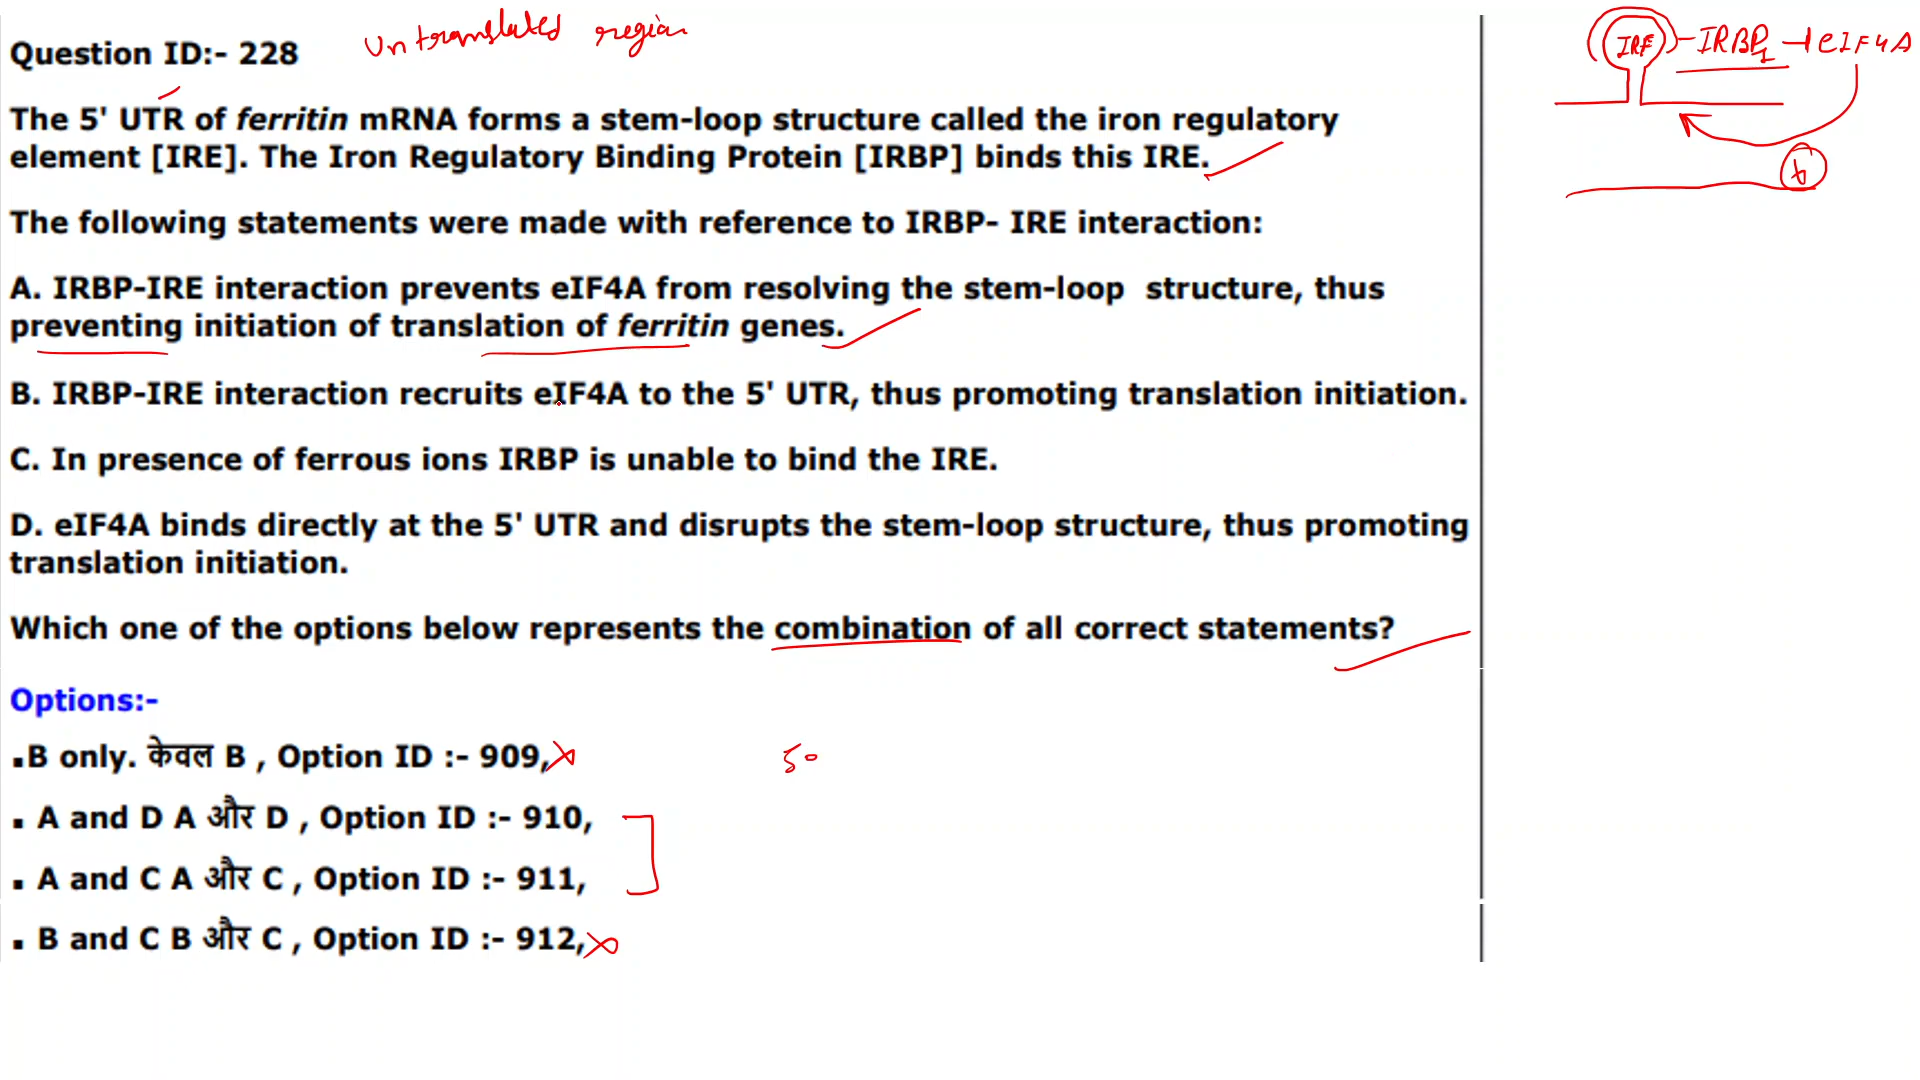 Untranslated region
Question ID:- 228
IRE - IRBP1 ⊣ eIF4A
The 5' UTR of ferritin mRNA forms a stem-loop structure called the iron regulatory
element [IRE]. The Iron Regulatory Binding Protein [IRBP] binds this IRE.
The following statements were made with reference to IRBP- IRE interaction:
A. IRBP-IRE interaction prevents eIF4A from resolving the stem-loop structure, thus
preventing initiation of translation of ferritin genes.
B. IRBP-IRE interaction recruits eIF4A to the 5' UTR, thus promoting translation initiation.
C. In presence of ferrous ions IRBP is unable to bind the IRE.
D. eIF4A binds directly at the 5' UTR and disrupts the stem-loop structure, thus promoting
translation initiation.
Which one of the options below represents the combination of all correct statements?
Options:-
B only. केवल B , Option ID :- 909,
50
A and D A और D , Option ID :- 910,
A and C A और C , Option ID :- 911,
B and C B और C , Option ID :- 912,